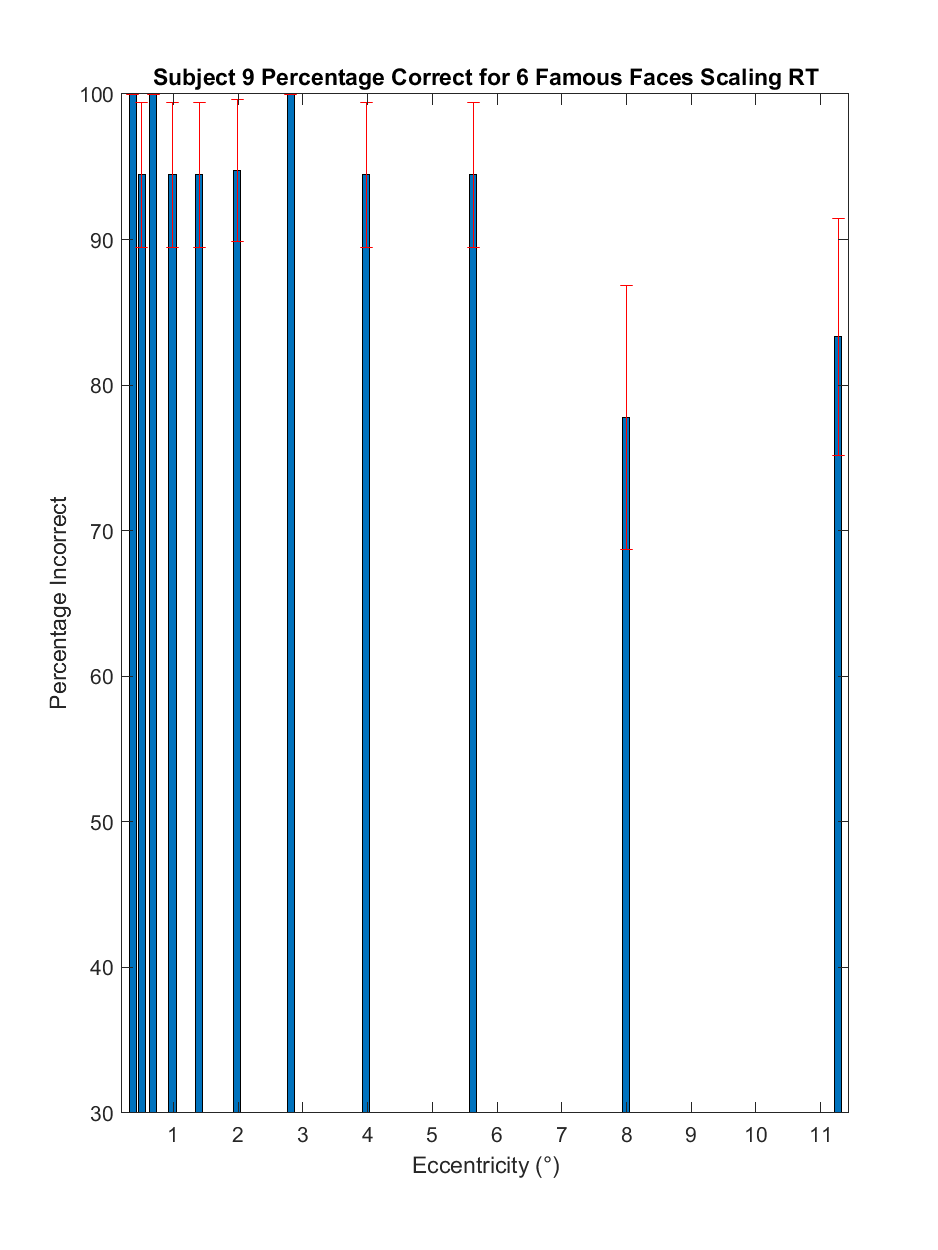 Subject 9 Percentage Correct for 6 Famous Faces Scaling RT
100
90
80
70
60
50
40
30
Percentage Incorrect
1 2 3 4 5 6 7 8 9 10 11
Eccentricity (°)